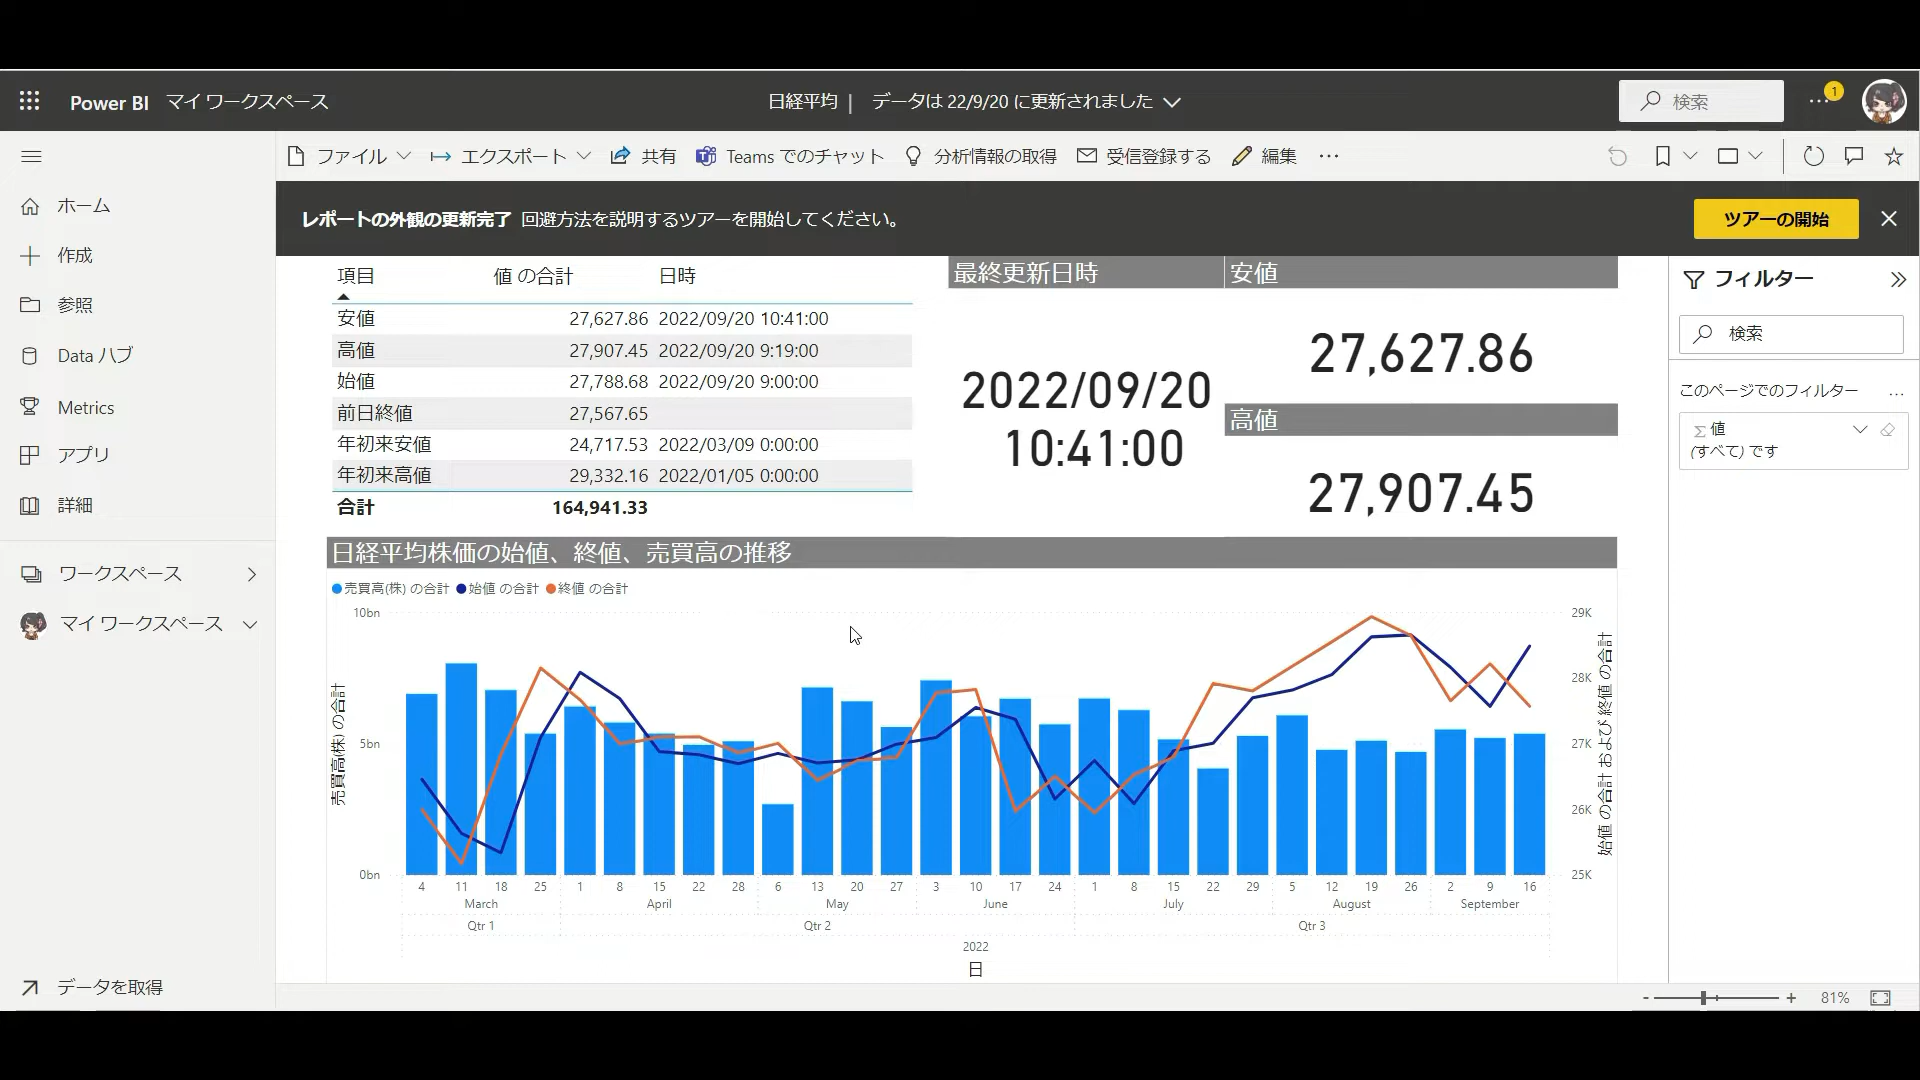 Power BI マイ ワークスペース 日経平均 | データは 22/9/20 に更新されました 検索 … 1
ファイル エクスポート 共有 Teams でのチャット 分析情報の取得 受信登録する 編集 …
ホーム
作成
参照
Data ハブ
Metrics
アプリ
詳細
ワークスペース
マイ ワークスペース
データを取得
レポートの外観の更新完了 回避方法を説明するツアーを開始してください。 ツアーの開始
項目 値 の合計 日時
安値 27,627.86 2022/09/20 10:41:00
高値 27,907.45 2022/09/20 9:19:00
始値 27,788.68 2022/09/20 9:00:00
前日終値 27,567.65
年初来安値 24,717.53 2022/03/09 0:00:00
年初来高値 29,332.16 2022/01/05 0:00:00
合計 164,941.33
最終更新日時
2022/09/20
10:41:00
安値
27,627.86
高値
27,907.45
日経平均株価の始値、終値、売買高の推移
売買高(株) の合計 始値 の合計 終値 の合計
売買高(株) の合計
10bn
5bn
0bn
29K
28K
27K
26K
25K
始値 の合計 および 終値 の合計
4 11 18 25 1 8 15 22 28 6 13 20 27 3 10 17 24 1 8 15 22 29 5 12 19 26 2 9 16
March April May June July August September
Qtr 1 Qtr 2 Qtr 3
2022
日
フィルター
検索
このページでのフィルター …
値
(すべて) です
- + 81%